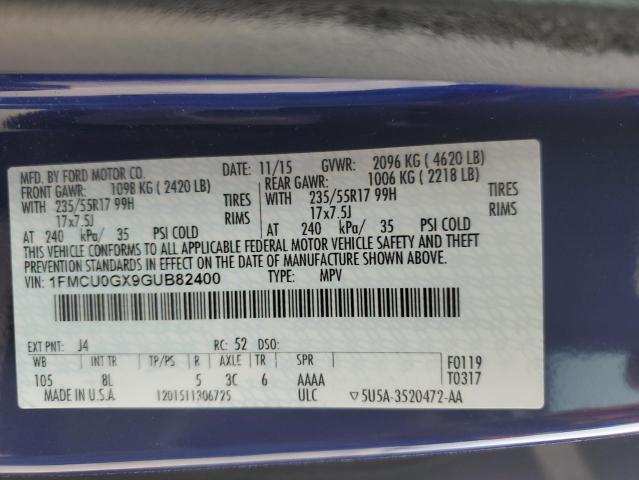 MFD. BY FORD MOTOR CO. DATE: 11/15 GVWR: 2096 KG ( 4620 LB)
FRONT GAWR: 1098 KG ( 2420 LB) REAR GAWR: 1006 KG ( 2218 LB)
WITH 235/55R17 99H TIRES WITH 235/55R17 99H TIRES
17x7.5J RIMS 17x7.5J RIMS
AT 240 kPa/ 35 PSI COLD AT 240 kPa/ 35 PSI COLD
THIS VEHICLE CONFORMS TO ALL APPLICABLE FEDERAL MOTOR VEHICLE SAFETY AND THEFT
PREVENTION STANDARDS IN EFFECT ON THE DATE OF MANUFACTURE SHOWN ABOVE.
VIN: 1FMCU0GX9GUB82400 TYPE: MPV
EXT PNT: J4 RC: 52 DSO:
WB INT TR TP/PS R AXLE TR SPR F0119
105 8L 5 3C 6 AAAA T0317
MADE IN U.S.A. 1201511306725 ULC ▽5U5A-3520472-AA